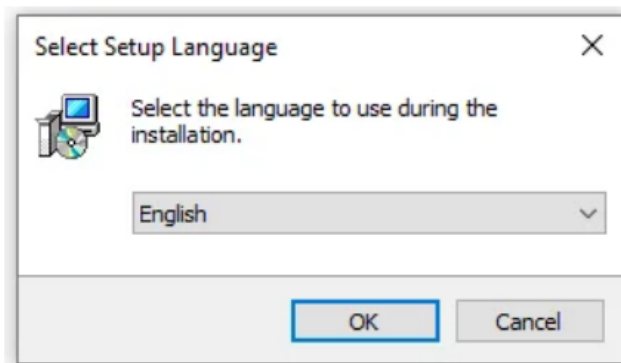 Select Setup Language
Select the language to use during the
installation.
English
OK
Cancel